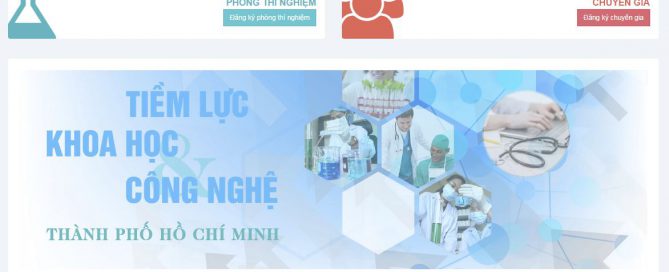 PHÒNG THÍ NGHIỆM
CHUYÊN GIA
Đăng ký phòng thí nghiệm
Đăng ký chuyên gia
TIỀM LỰC
KHOA HỌC
&
CÔNG NGHỆ
THÀNH PHỐ HỒ CHÍ MINH